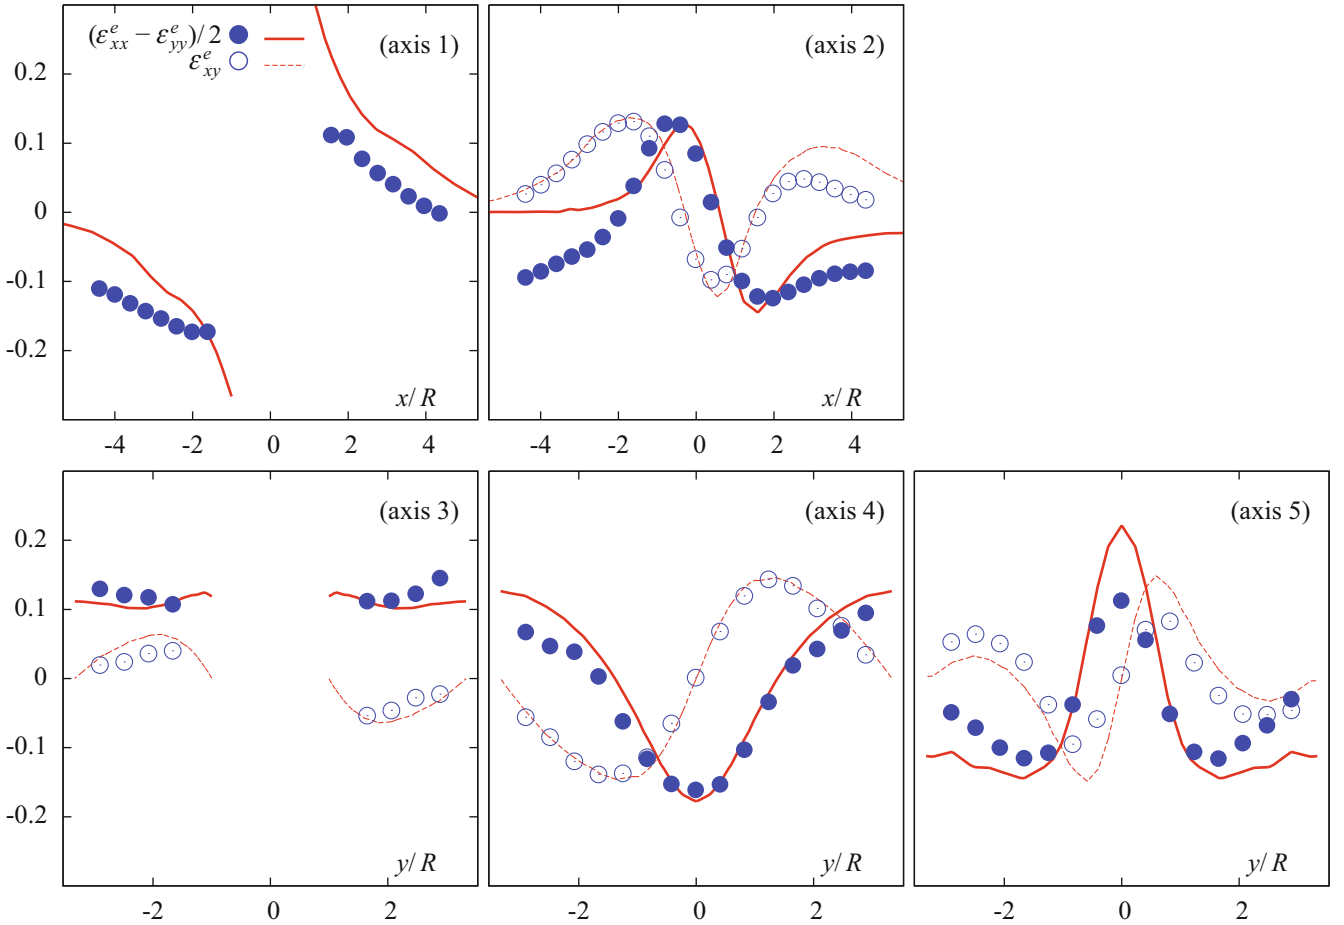 (εᵉₓₓ − εᵉᵧᵧ)/2
εᵉₓᵧ
(axis 1)
(axis 2)
0.2
0.1
0
-0.1
-0.2
x/R
x/R
-4 -2 0 2 4
-4 -2 0 2 4
(axis 3)
(axis 4)
(axis 5)
0.2
0.1
0
-0.1
-0.2
y/R
y/R
y/R
-2 0 2
-2 0 2
-2 0 2